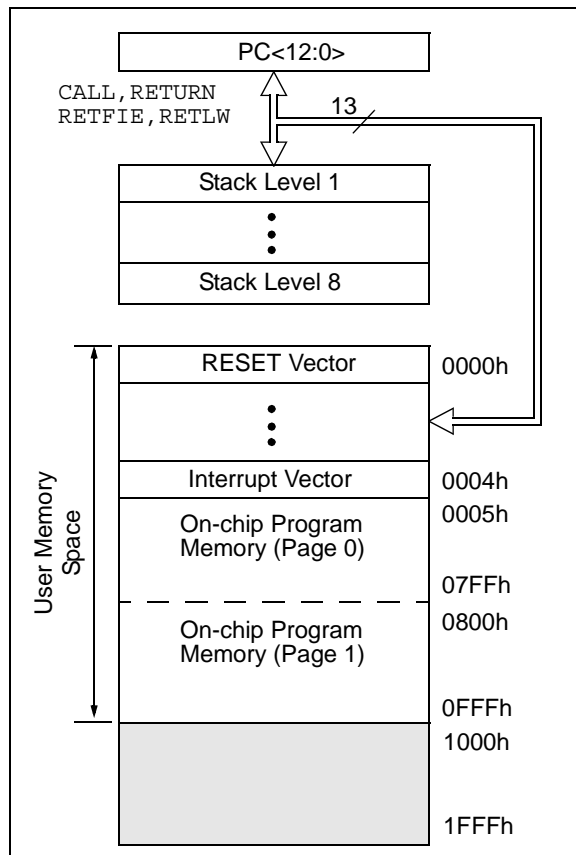 PC<12:0>
CALL,RETURN
RETFIE,RETLW
13
Stack Level 1
Stack Level 8
RESET Vector
0000h
Interrupt Vector
0004h
0005h
On-chip Program
Memory (Page 0)
07FFh
0800h
On-chip Program
Memory (Page 1)
0FFFh
1000h
1FFFh
User Memory
Space